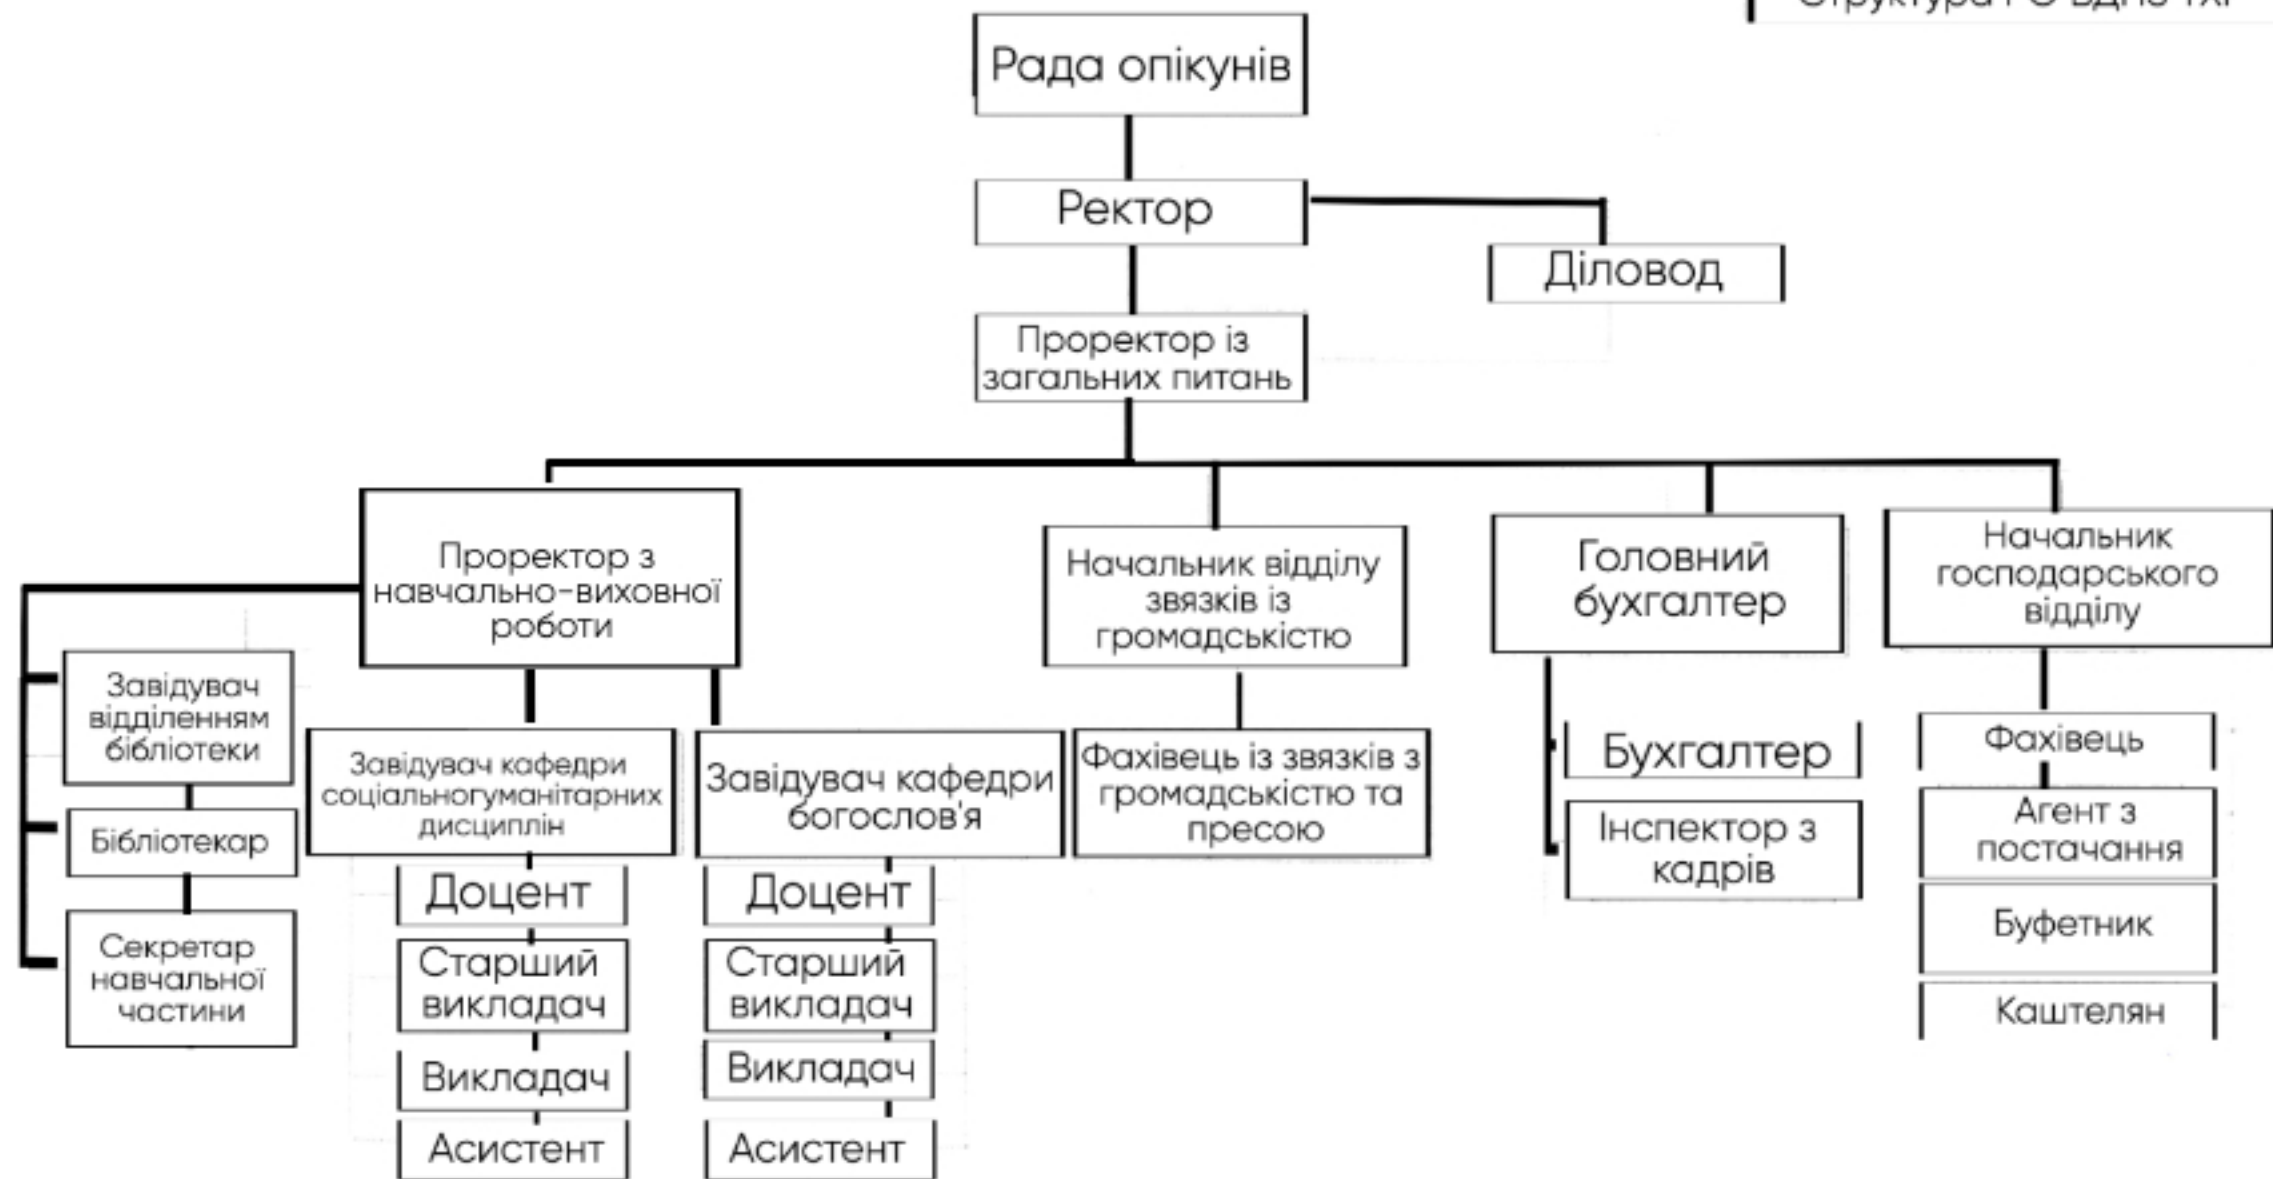 Рада опікунів
Ректор
Діловод
Проректор із
загальних питань
Проректор з
навчально-виховної
роботи
Начальник відділу
звязків із
громадськістю
Головний
бухгалтер
Начальник
господарського
відділу
Завідувач
відділенням
бібліотеки
Бібліотекар
Секретар
навчальної
частини
Завідувач кафедри
соціальногуманітарних
дисциплін
Доцент
Старший
викладач
Викладач
Асистент
Завідувач кафедри
богослов'я
Доцент
Старший
викладач
Викладач
Асистент
Фахівець із звязків з
громадськістю та
пресою
Бухгалтер
Інспектор з
кадрів
Фахівець
Агент з
постачання
Буфетник
Каштелян